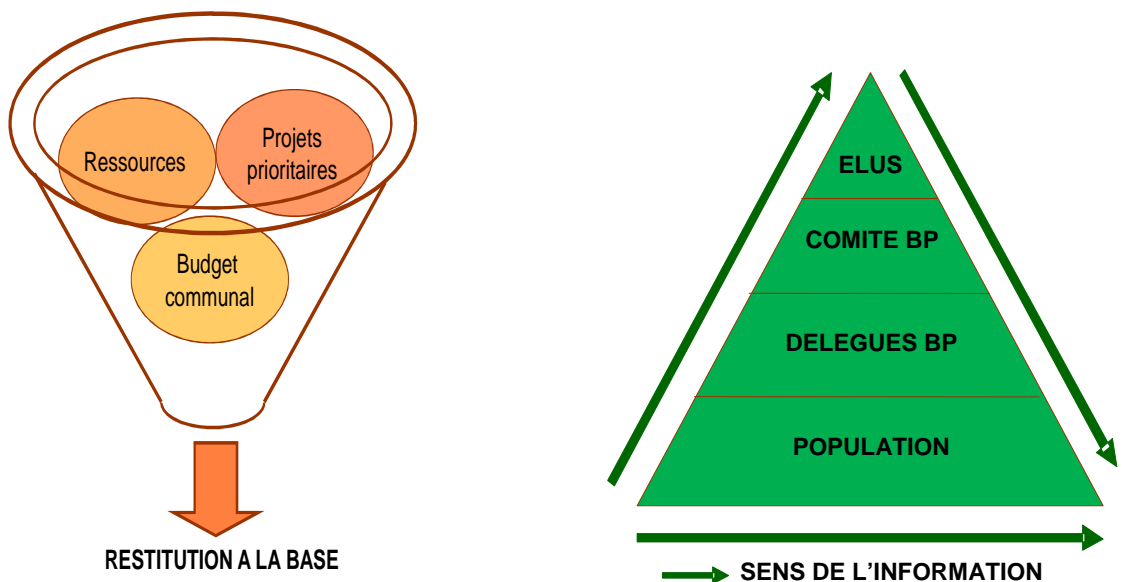 Ressources
Projets
prioritaires
Budget
communal
RESTITUTION A LA BASE
ELUS
COMITE BP
DELEGUES BP
POPULATION
SENS DE L'INFORMATION